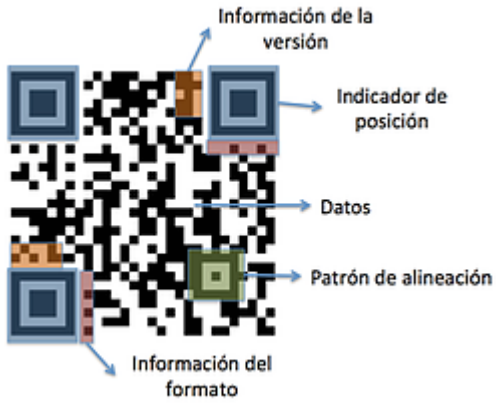 Información de la
versión
Indicador de
posición
Datos
Patrón de alineación
Información del
formato